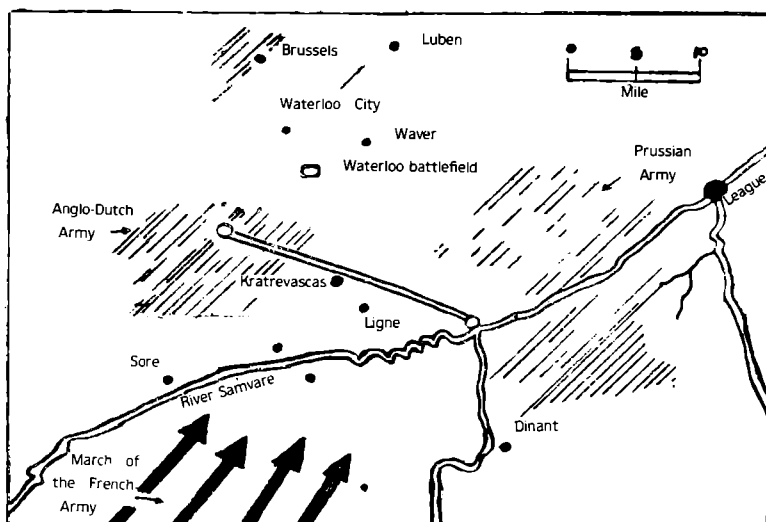 Brussels
Luben
Waterloo City
Waver
Waterloo battlefield
Mile
Prussian
Army
League
Anglo-Dutch
Army
Kratrevascas
Ligne
Sore
River Samvare
Dinant
March of
the French
Army